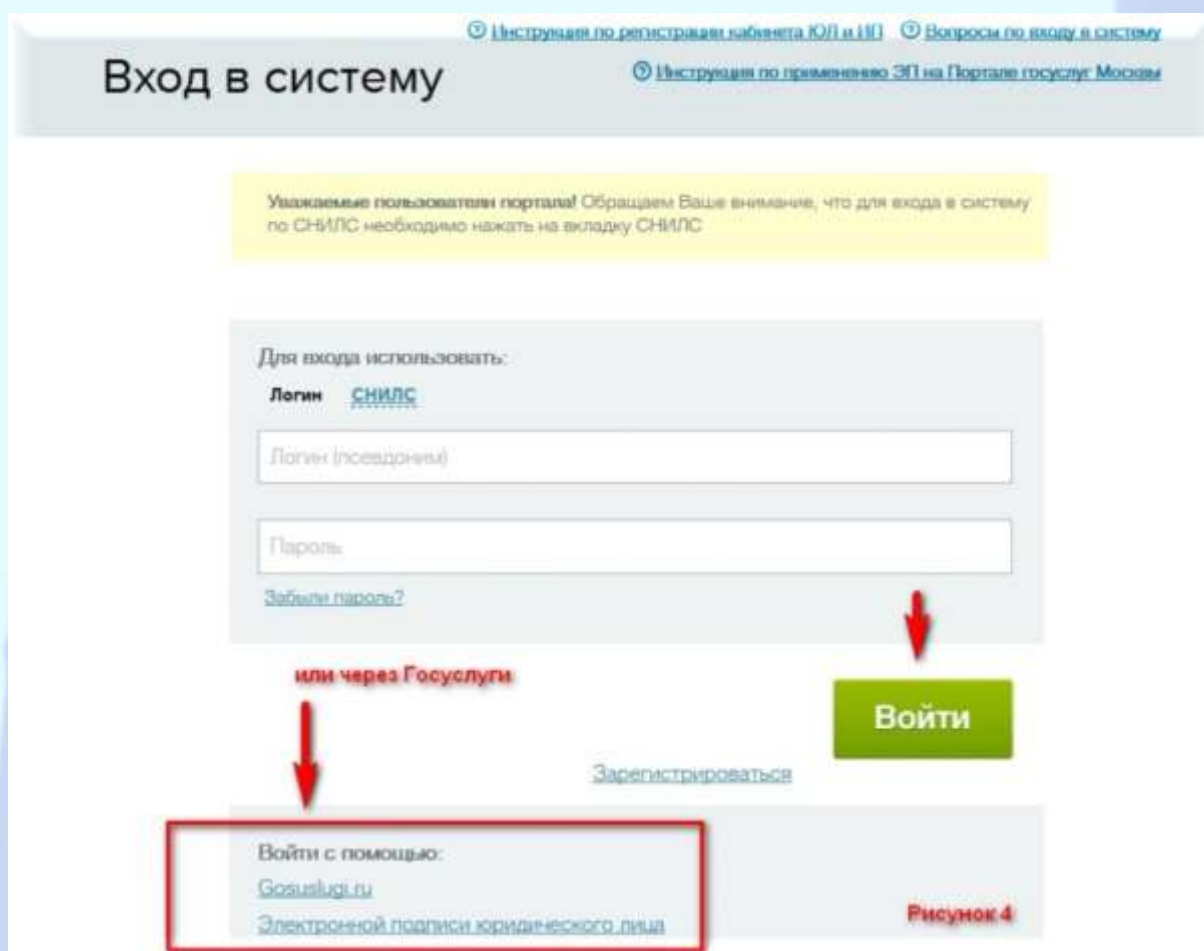 Инструкция по регистрации кабинета ЮЛ и ИП Вопросы по входу в систему
Вход в систему
Инструкция по применению ЭП на Портале госуслуг Москвы
Уважаемые пользователи портала! Обращаем Ваше внимание, что для входа в систему
по СНИЛС необходимо нажать на вкладку СНИЛС
Для входа использовать:
Логин СНИЛС
Логин (псевдоним)
Пароль
Забыли пароль?
или через Госуслуги
Войти
Зарегистрироваться
Войти с помощью:
Gosuslugi.ru
Электронной подписи юридического лица
Рисунок 4